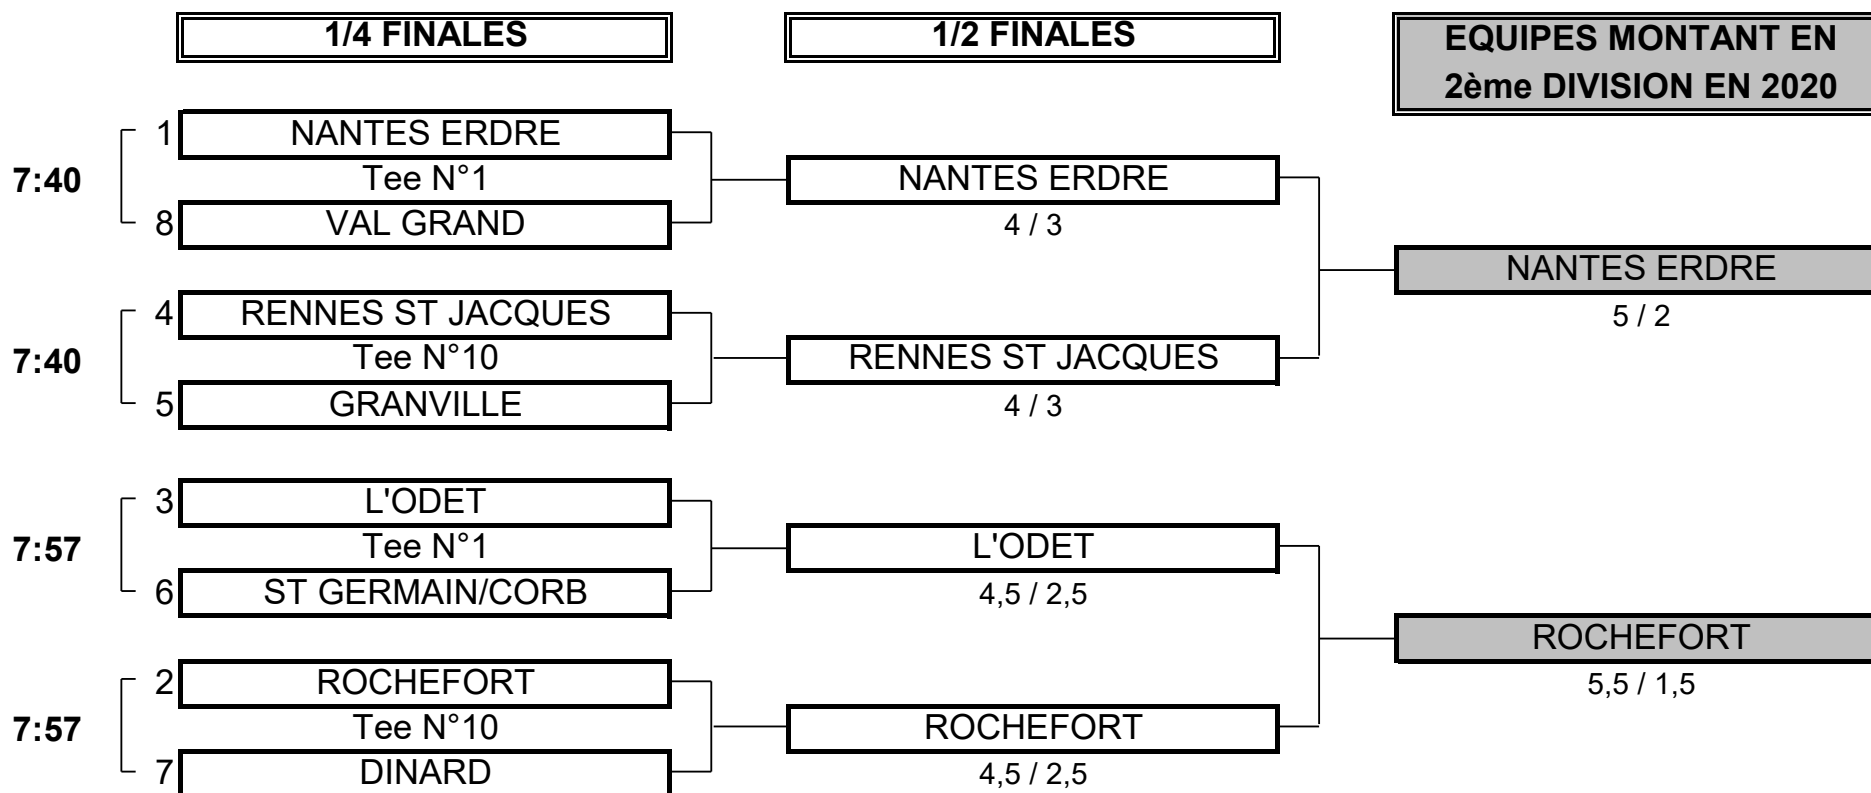 1/4 FINALES
1/2 FINALES
EQUIPES MONTANT EN
2ème DIVISION EN 2020
1 NANTES ERDRE
7:40 Tee N°1
8 VAL GRAND
NANTES ERDRE
4 / 3
NANTES ERDRE
5 / 2
4 RENNES ST JACQUES
7:40 Tee N°10
5 GRANVILLE
RENNES ST JACQUES
4 / 3
3 L'ODET
7:57 Tee N°1
6 ST GERMAIN/CORB
L'ODET
4,5 / 2,5
ROCHEFORT
5,5 / 1,5
2 ROCHEFORT
7:57 Tee N°10
7 DINARD
ROCHEFORT
4,5 / 2,5